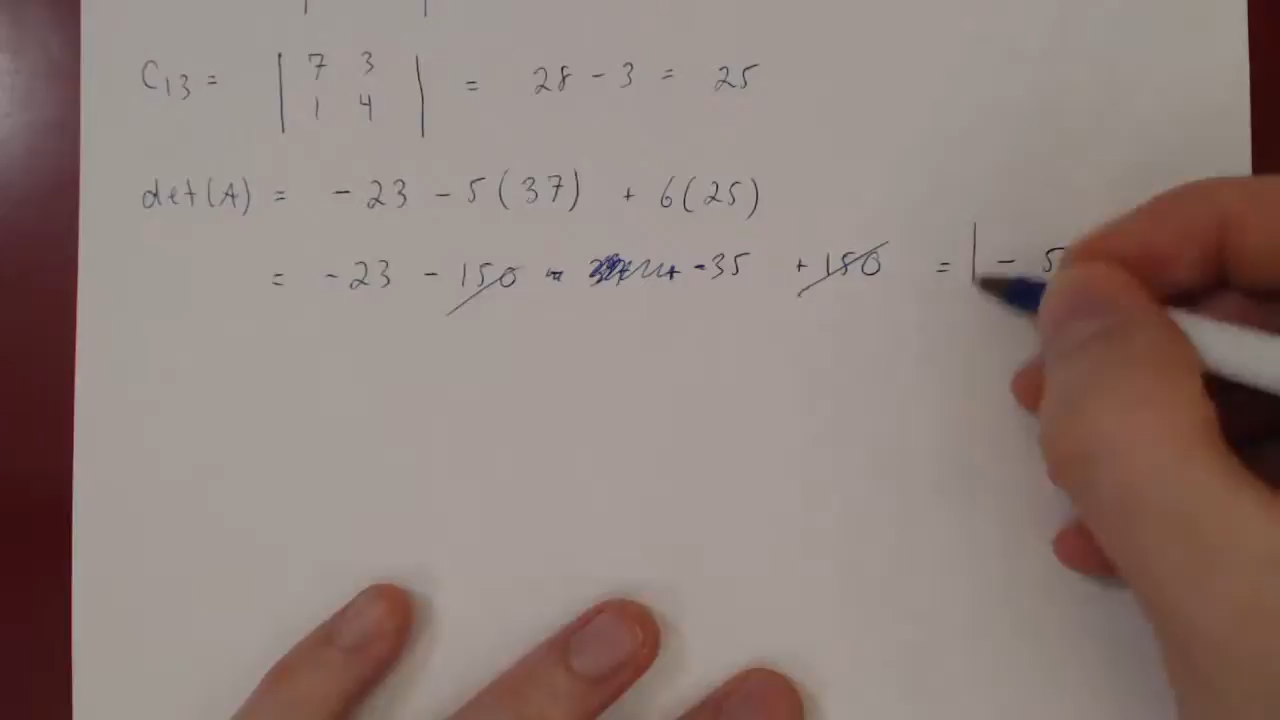 C13 = | 7 3 | = 28 - 3 = 25
| 1 4 |
det(A) = -23 - 5(37) + 6(25)
= -23 - 150 - -35 + 150 = - 5